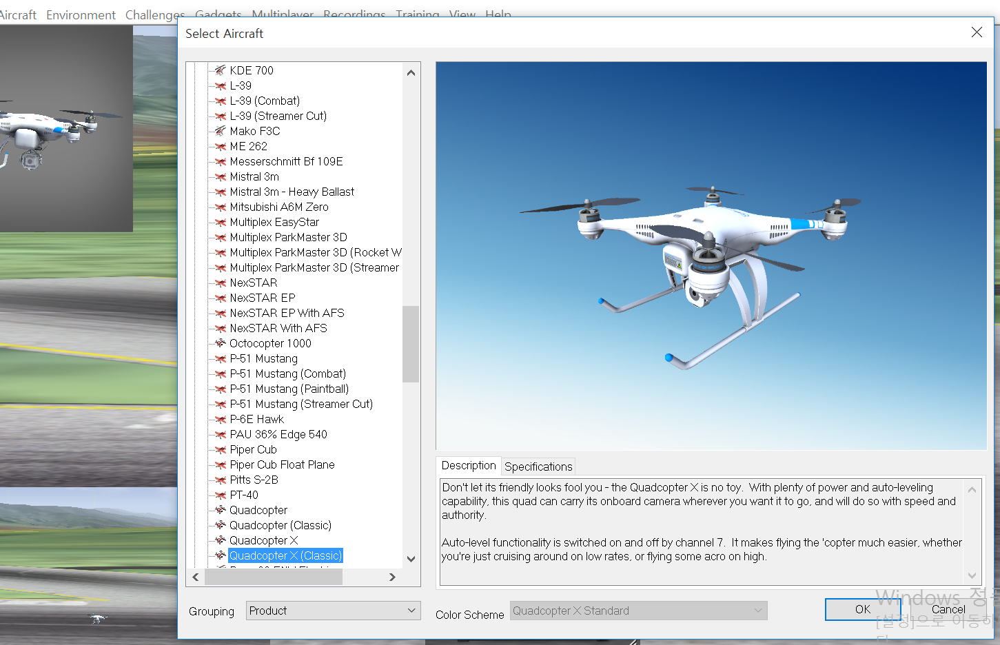 Aircraft Environment Challenges Gadgets Multiplayer Recordings Training View Help
Select Aircraft
KDE 700
L-39
L-39 (Combat)
L-39 (Streamer Cut)
Mako F3C
ME 262
Messerschmitt Bf 109E
Mistral 3m
Mistral 3m - Heavy Ballast
Mitsubishi A6M Zero
Multiplex EasyStar
Multiplex ParkMaster 3D
Multiplex ParkMaster 3D (Rocket W
Multiplex ParkMaster 3D (Streamer
NexSTAR
NexSTAR EP
NexSTAR EP With AFS
NexSTAR With AFS
Octocopter 1000
P-51 Mustang
P-51 Mustang (Combat)
P-51 Mustang (Paintball)
P-51 Mustang (Streamer Cut)
P-6E Hawk
PAU 36% Edge 540
Piper Cub
Piper Cub Float Plane
Pitts S-2B
PT-40
Quadcopter
Quadcopter (Classic)
Quadcopter X
Quadcopter X (Classic)
Grouping
Product
Description
Specifications
Don't let its friendly looks fool you - the Quadcopter X is no toy. With plenty of power and auto-leveling
capability, this quad can carry its onboard camera wherever you want it to go, and will do so with speed and
authority.
Auto-level functionality is switched on and off by channel 7. It makes flying the 'copter much easier, whether
you're just cruising around on low rates, or flying some acro on high.
Color Scheme
Quadcopter X Standard
OK
Cancel
Windows 정
[설정]으로 이동하